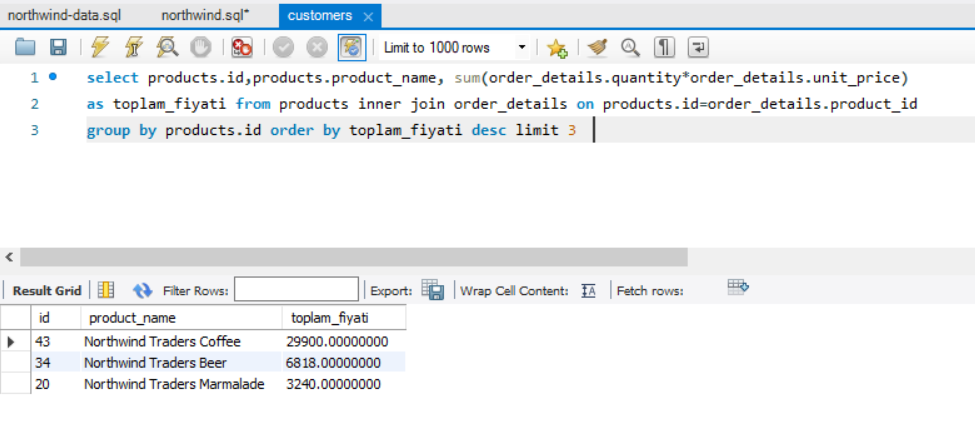 northwind-data.sql northwind.sql* customers
Limit to 1000 rows
1 select products.id,products.product_name, sum(order_details.quantity*order_details.unit_price)
2 as toplam_fiyati from products inner join order_details on products.id=order_details.product_id
3 group by products.id order by toplam_fiyati desc limit 3
Result Grid Filter Rows: Export: Wrap Cell Content: Fetch rows:
id product_name toplam_fiyati
43 Northwind Traders Coffee 29900.00000000
34 Northwind Traders Beer 6818.00000000
20 Northwind Traders Marmalade 3240.00000000